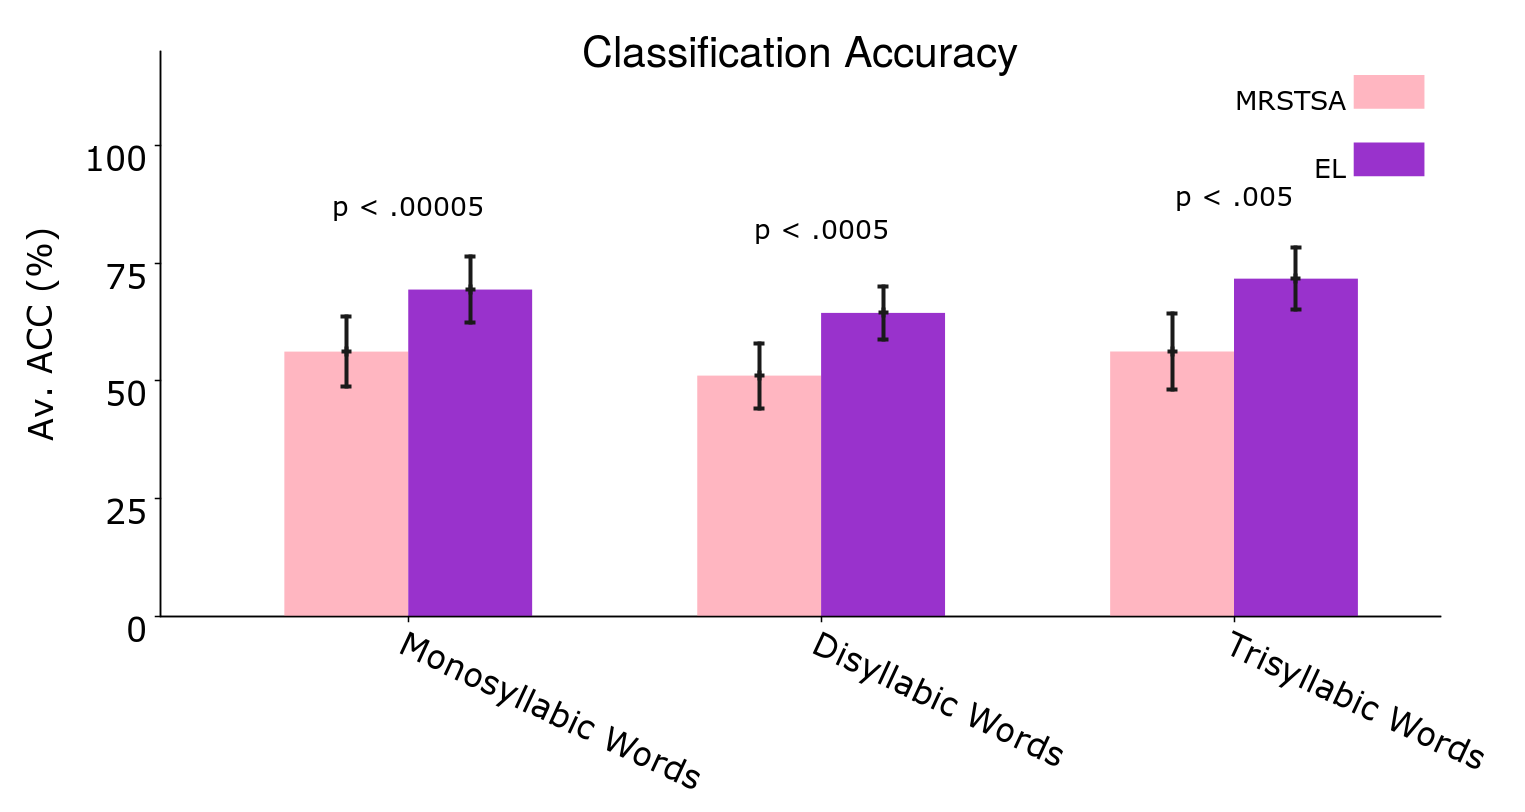 Classification Accuracy
MRSTSA
EL
100
75
50
25
0
Av. ACC (%)
p < .00005
p < .0005
p < .005
Monosyllabic Words
Disyllabic Words
Trisyllabic Words